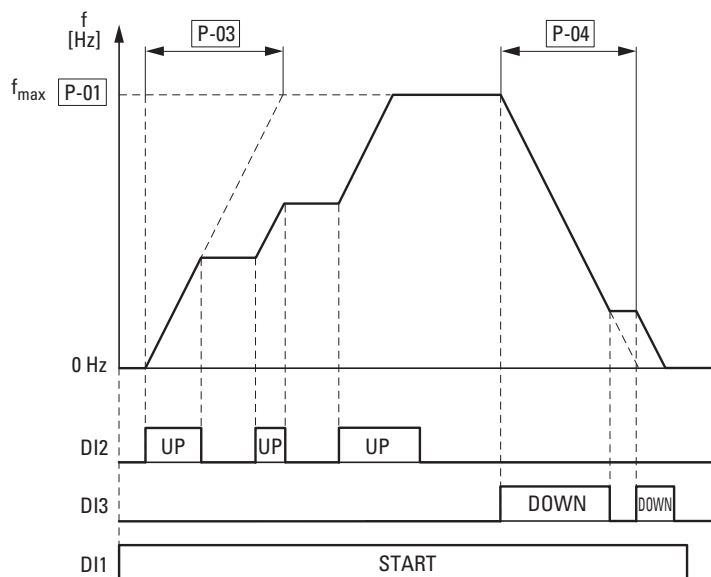 f
[Hz]
P-03
P-04
fmax P-01
0 Hz
DI2 UP UP UP
DI3 DOWN DOWN
DI1 START